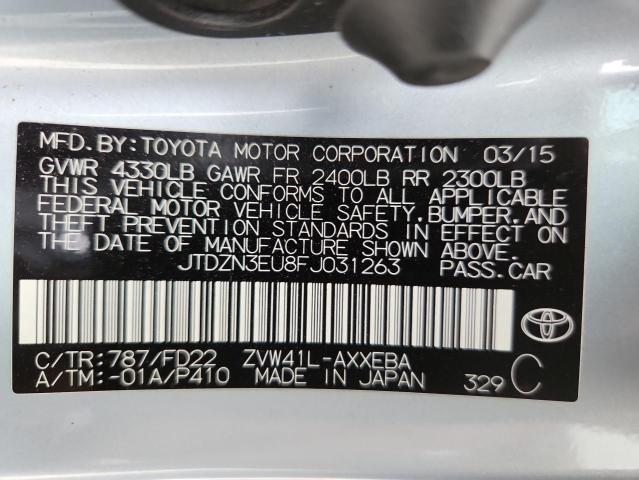 MFD. BY: TOYOTA MOTOR CORPORATION 03/15
GVWR 4330LB GAWR FR 2400LB RR 2300LB
THIS VEHICLE CONFORMS TO ALL APPLICABLE
FEDERAL MOTOR VEHICLE SAFETY, BUMPER, AND
THEFT PREVENTION STANDARDS IN EFFECT ON
THE DATE OF MANUFACTURE SHOWN ABOVE.
JTDZN3EU8FJ031263 PASS.CAR
C/TR: 787/FD22 ZVW41L-AXXEBA
A/TM: -01A/P410 MADE IN JAPAN 329 C